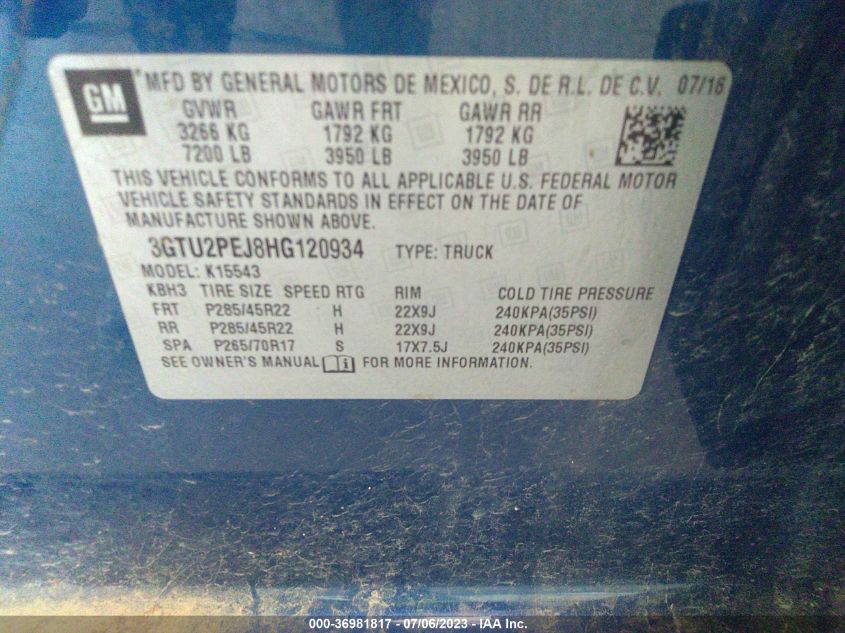 GM
MFD BY GENERAL MOTORS DE MEXICO, S. DE R.L. DE C.V. 07/16
GVWR GAWR FRT GAWR RR
3266 KG 1792 KG 1792 KG
7200 LB 3950 LB 3950 LB
THIS VEHICLE CONFORMS TO ALL APPLICABLE U.S. FEDERAL MOTOR
VEHICLE SAFETY STANDARDS IN EFFECT ON THE DATE OF
MANUFACTURE SHOWN ABOVE.
3GTU2PEJ8HG120934 TYPE: TRUCK
MODEL: K15543
KBH3 TIRE SIZE SPEED RTG RIM COLD TIRE PRESSURE
FRT P285/45R22 H 22X9J 240KPA(35PSI)
RR P285/45R22 H 22X9J 240KPA(35PSI)
SPA P265/70R17 S 17X7.5J 240KPA(35PSI)
SEE OWNER'S MANUAL FOR MORE INFORMATION.
000-36981817 - 07/06/2023 - IAA Inc.